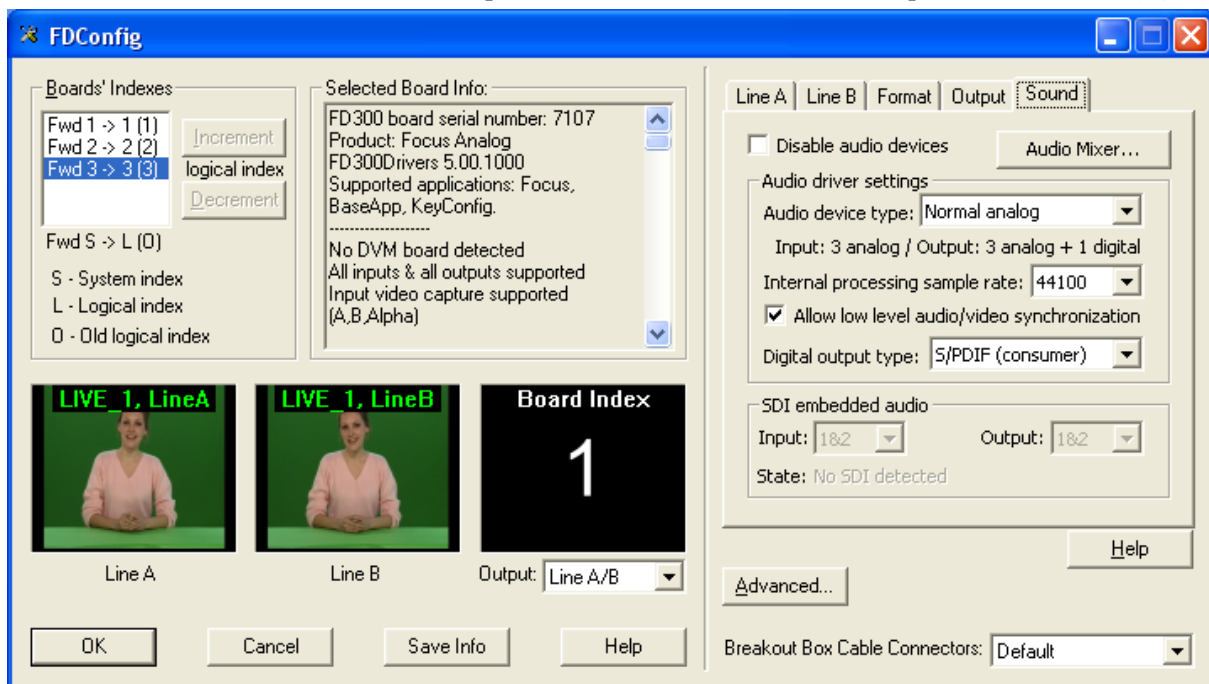 FDConfig
Boards' Indexes
Fwd 1 -> 1 (1)
Fwd 2 -> 2 (2)
Fwd 3 -> 3 (3)
Increment
logical index
Decrement
Fwd S -> L (O)
S - System index
L - Logical index
O - Old logical index
Selected Board Info:
FD300 board serial number: 7107
Product: Focus Analog
FD300Drivers 5.00.1000
Supported applications: Focus,
BaseApp, KeyConfig.
--------------------
No DVM board detected
All inputs & all outputs supported
Input video capture supported
(A,B,Alpha)
LIVE_1, LineA
LIVE_1, LineB
Board Index
1
Line A
Line B
Output: Line A/B
OK
Cancel
Save Info
Help
Line A
Line B
Format
Output
Sound
Disable audio devices
Audio Mixer...
Audio driver settings
Audio device type: Normal analog
Input: 3 analog / Output: 3 analog + 1 digital
Internal processing sample rate: 44100
Allow low level audio/video synchronization
Digital output type: S/PDIF (consumer)
SDI embedded audio
Input: 1&2
Output: 1&2
State: No SDI detected
Help
Advanced...
Breakout Box Cable Connectors: Default